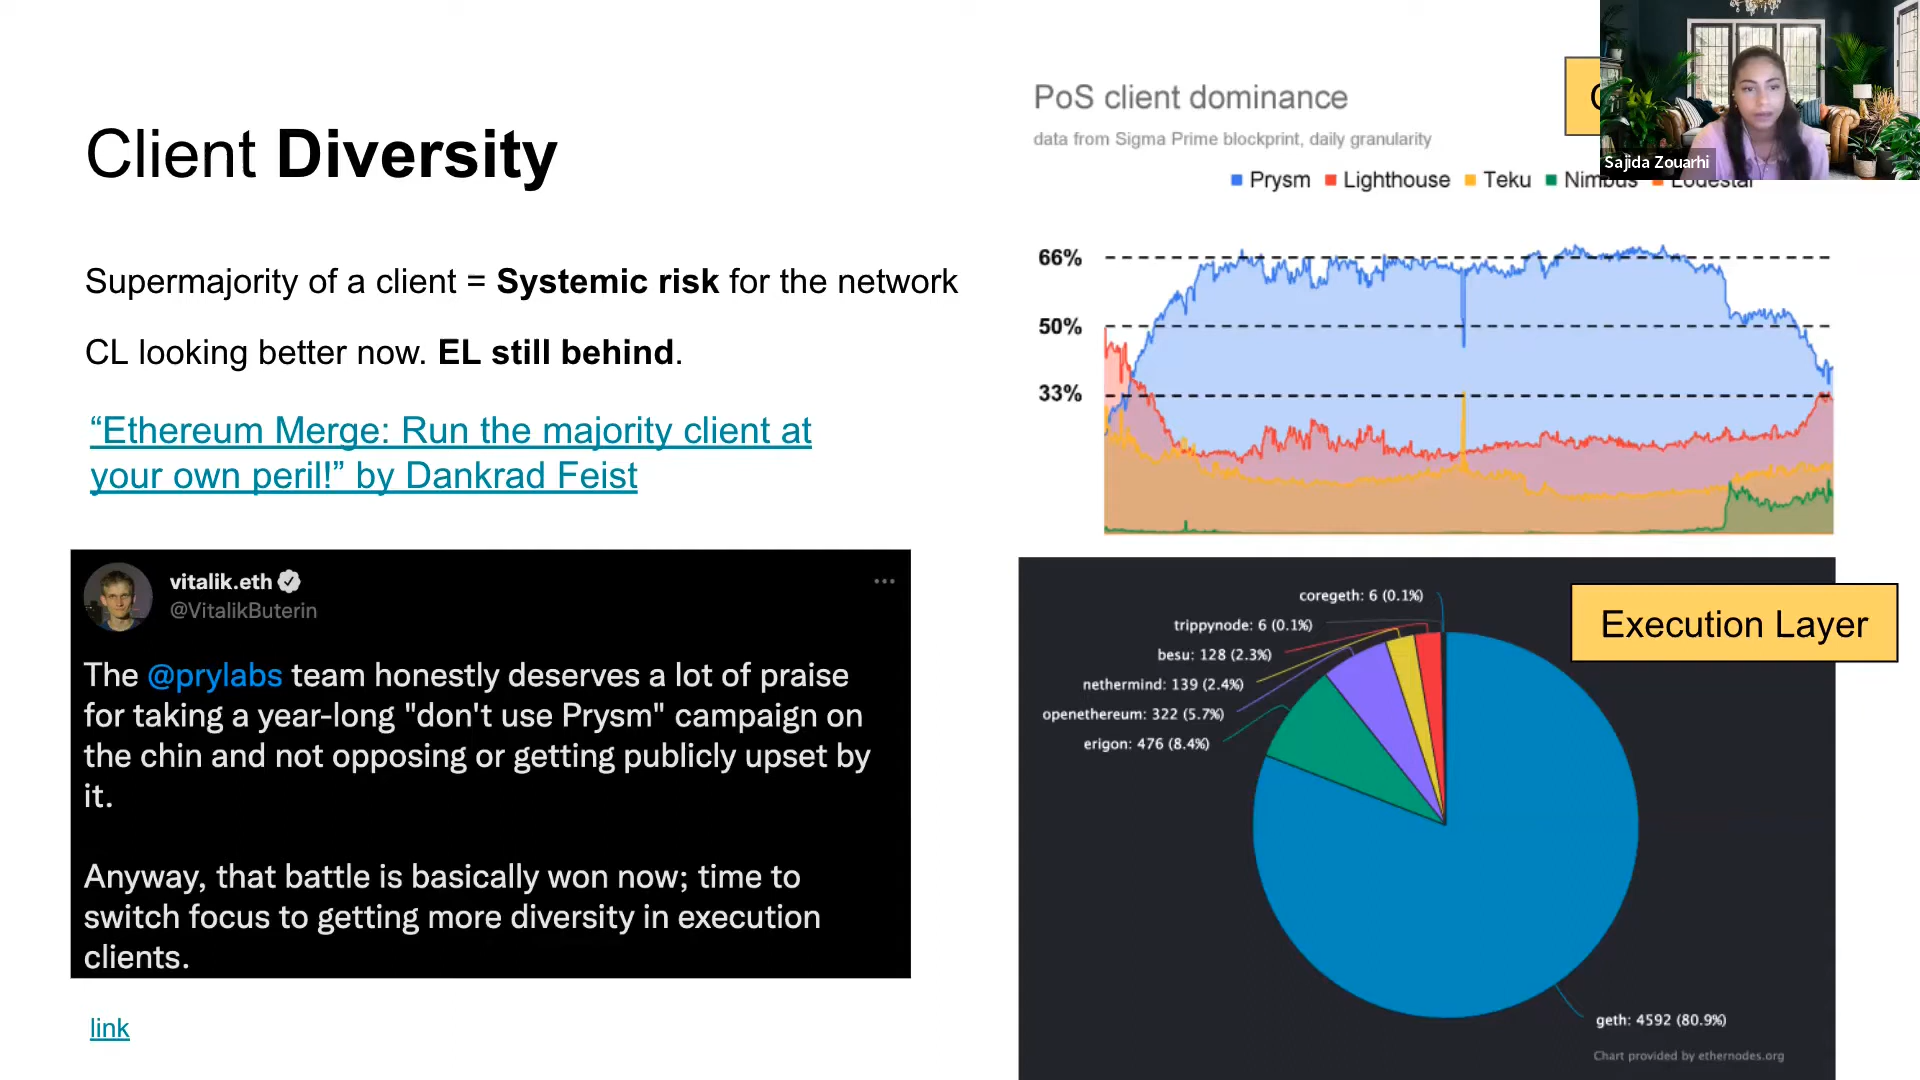 Client Diversity
Supermajority of a client = Systemic risk for the network
CL looking better now. EL still behind.
“Ethereum Merge: Run the majority client at
your own peril!” by Dankrad Feist
vitalik.eth
@VitalikButerin
The @prylabs team honestly deserves a lot of praise
for taking a year-long "don't use Prysm" campaign on
the chin and not opposing or getting publicly upset by
it.
Anyway, that battle is basically won now; time to
switch focus to getting more diversity in execution
clients.
link
PoS client dominance
data from Sigma Prime blockprint, daily granularity
Prysm Lighthouse Teku Nimbus Lodestar
66%
50%
33%
Sajida Zouarhi
Execution Layer
coregeth: 6 (0.1%)
trippynode: 6 (0.1%)
besu: 128 (2.3%)
nethermind: 139 (2.4%)
openethereum: 322 (5.7%)
erigon: 476 (8.4%)
geth: 4592 (80.9%)
Chart provided by ethernodes.org